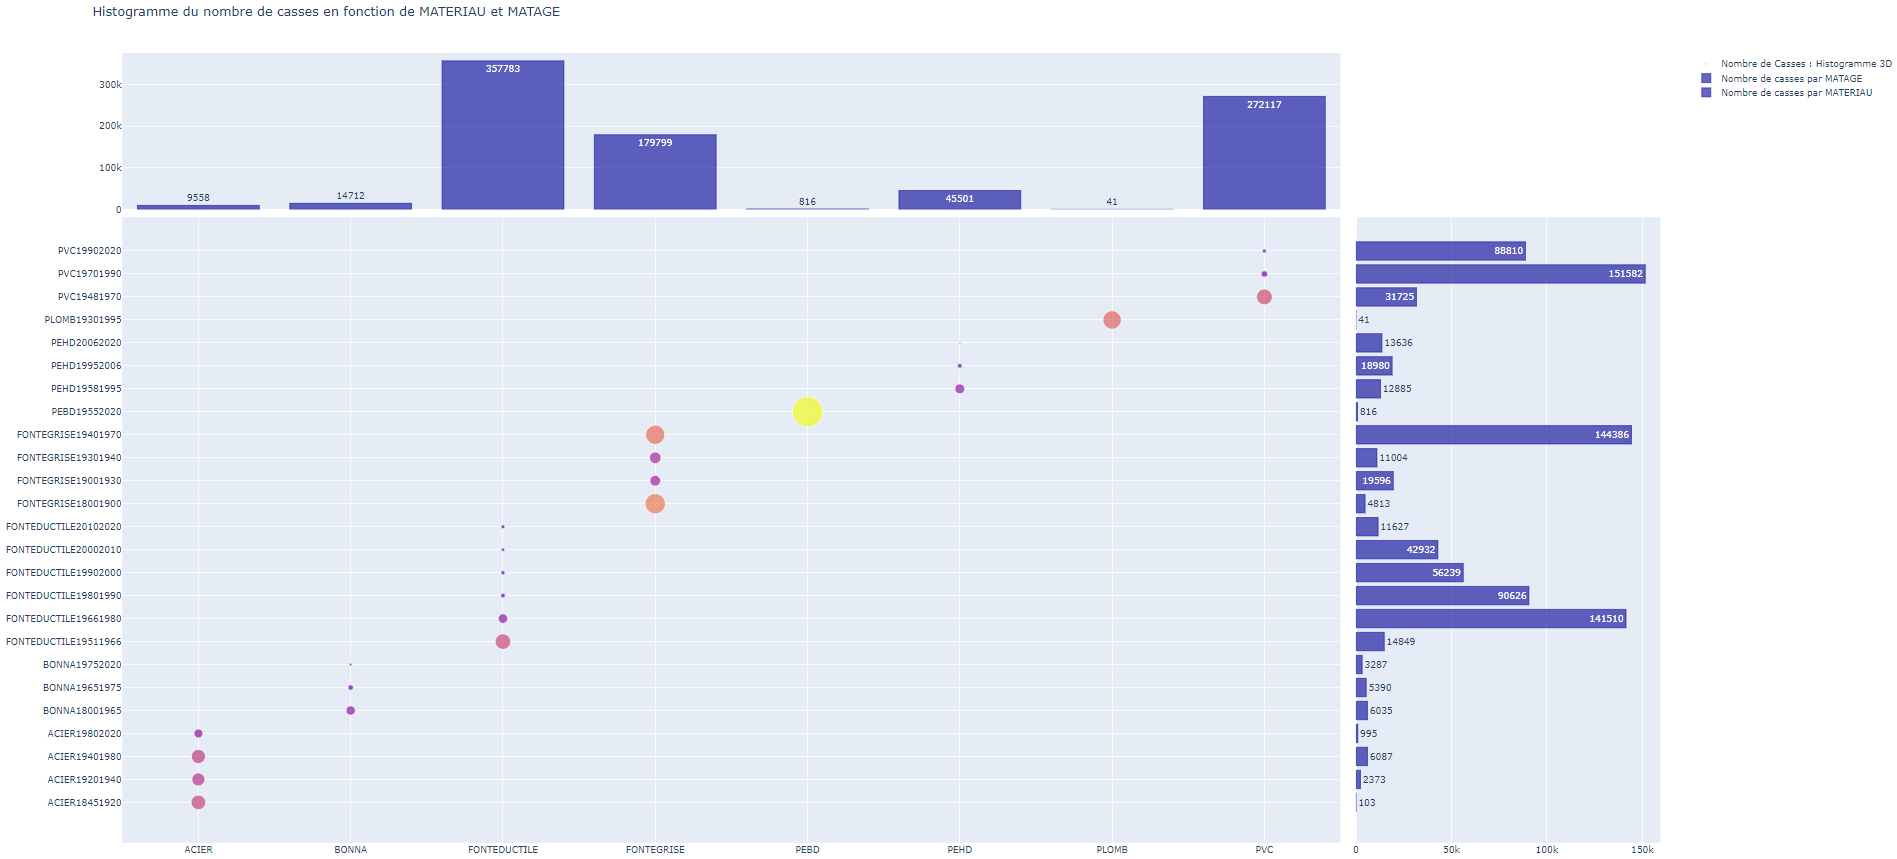 Histogramme du nombre de casses en fonction de MATERIAU et MATAGE
Nombre de Casses : Histogramme 3D
Nombre de casses par MATAGE
Nombre de casses par MATERIAU
300k
200k
100k
0
9558
14712
357783
179799
816
45501
41
272117
PVC19902020
88810
PVC19701990
151582
PVC19481970
31725
PLOMB19301995
41
PEHD20062020
13636
PEHD19952006
18980
PEHD19581995
12885
PEBD19552020
816
FONTEGRISE19401970
144386
FONTEGRISE19301940
11004
FONTEGRISE19001930
19596
FONTEGRISE18001900
4813
FONTEDUCTILE20102020
11627
FONTEDUCTILE20002010
42932
FONTEDUCTILE19902000
56239
FONTEDUCTILE19801990
90626
FONTEDUCTILE19661980
141510
FONTEDUCTILE19511966
14849
BONNA19752020
3287
BONNA19651975
5390
BONNA18001965
6035
ACIER19802020
995
ACIER19401980
6087
ACIER19201940
2373
ACIER18451920
103
ACIER
BONNA
FONTEDUCTILE
FONTEGRISE
PEBD
PEHD
PLOMB
PVC
0
50k
100k
150k